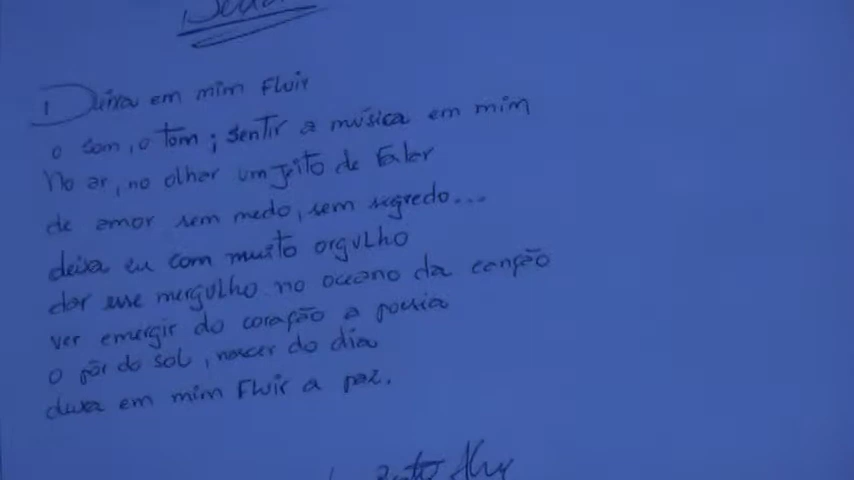 Deixa em mim Fluir
o som, o tom; sentir a música em mim
No ar, no olhar um jeito de Falar
de amor sem medo, sem segredo...
deixa eu com muito orgulho
dar esse mergulho no oceano da canção
ver emergir do coração a poesia
o pôr do sol, nascer do dia
deixa em mim Fluir a paz.